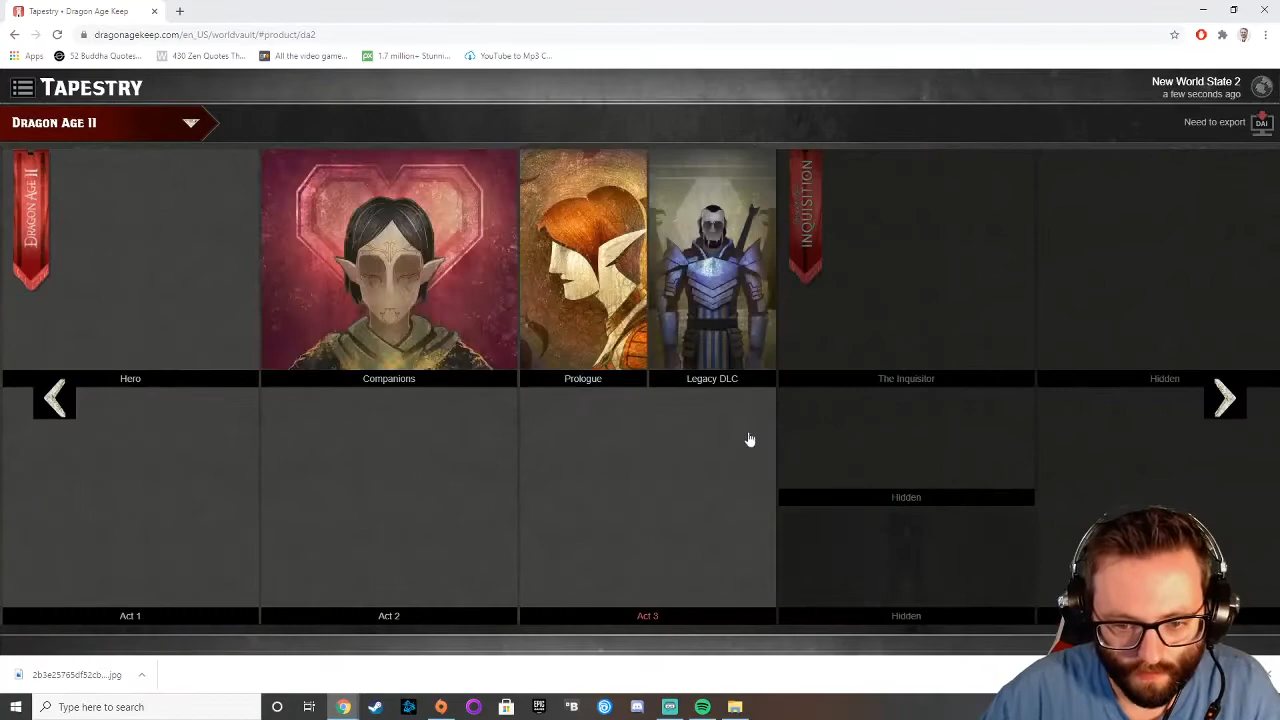 Tapestry • Dragon Age Keep
dragonagekeep.com/en_US/worldvault/#product/da2
Apps
52 Buddha Quotes...
430 Zen Quotes Th...
All the video game...
1.7 million+ Stunni...
YouTube to Mp3 C...
TAPESTRY
New World State 2
a few seconds ago
DRAGON AGE II
Need to export
DAI
DRAGON AGE II
INQUISITION
Hero
Companions
Prologue
Legacy DLC
The Inquisitor
Hidden
Hidden
Act 1
Act 2
Act 3
Hidden
2b3e25765df52cb...jpg
Type here to search